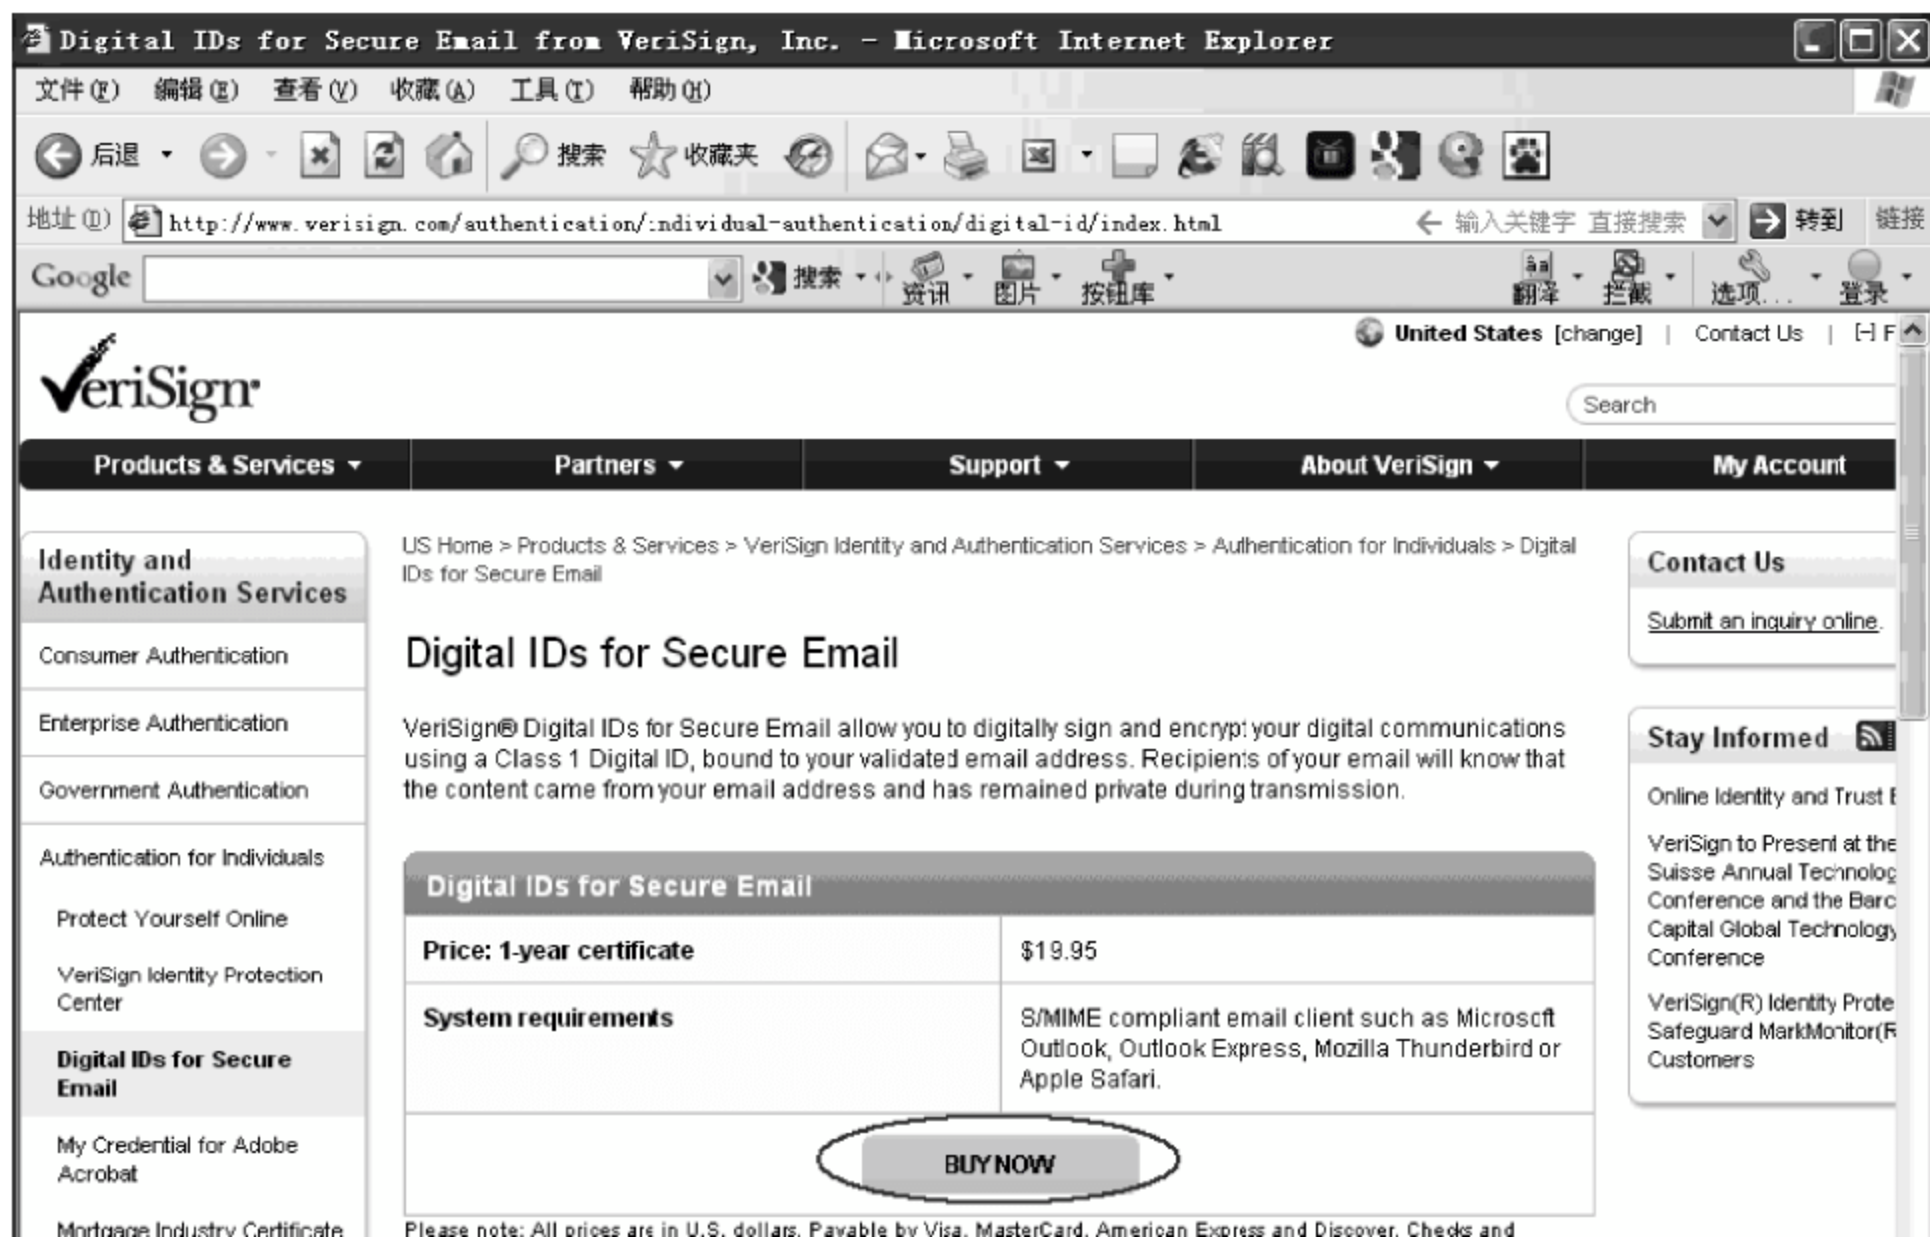 Digital IDs for Secure Email from VeriSign, Inc. - Microsoft Internet Explorer
文件(F) 编辑(E) 查看(V) 收藏(A) 工具(T) 帮助(H)
后退 搜索 收藏夹
地址(D) http://www.verisign.com/authentication/individual-authentication/digital-id/index.html 输入关键字 直接搜索 转到 链接
Google 搜索 资讯 图片 按钮库 翻译 拦截 选项... 登录
United States [change] | Contact Us | [-] F
VeriSign
Search
Products & Services Partners Support About VeriSign My Account
Identity and
Authentication Services
Consumer Authentication
Enterprise Authentication
Government Authentication
Authentication for Individuals
Protect Yourself Online
VeriSign Identity Protection
Center
Digital IDs for Secure
Email
My Credential for Adobe
Acrobat
Mortgage Industry Certificate
US Home > Products & Services > VeriSign Identity and Authentication Services > Authentication for Individuals > Digital
IDs for Secure Email
Digital IDs for Secure Email
VeriSign® Digital IDs for Secure Email allow you to digitally sign and encrypt your digital communications
using a Class 1 Digital ID, bound to your validated email address. Recipients of your email will know that
the content came from your email address and has remained private during transmission.
Digital IDs for Secure Email
Price: 1-year certificate $19.95
System requirements S/MIME compliant email client such as Microsoft
Outlook, Outlook Express, Mozilla Thunderbird or
Apple Safari.
BUY NOW
Please note: All prices are in U.S. dollars. Payable by Visa, MasterCard, American Express and Discover. Checks and
Contact Us
Submit an inquiry online.
Stay Informed
Online Identity and Trust E
VeriSign to Present at the
Suisse Annual Technolog
Conference and the Barc
Capital Global Technology
Conference
VeriSign(R) Identity Prote
Safeguard MarkMonitor(R
Customers